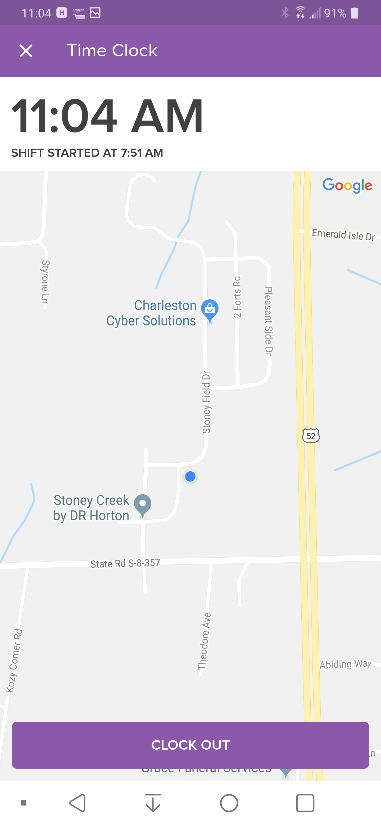 11:04
91%
Time Clock
11:04 AM
SHIFT STARTED AT 7:51 AM
Google
Emerald Isle Dr
Styrone Ln
2 Forts Rd
Pleasant Side Dr
Charleston
Cyber Solutions
Stoney Field Dr
52
Stoney Creek
by DR Horton
State Rd S-8-357
Theodore Ave
Kozy Corner Rd
Abiding Way
CLOCK OUT
Grace Funeral Services